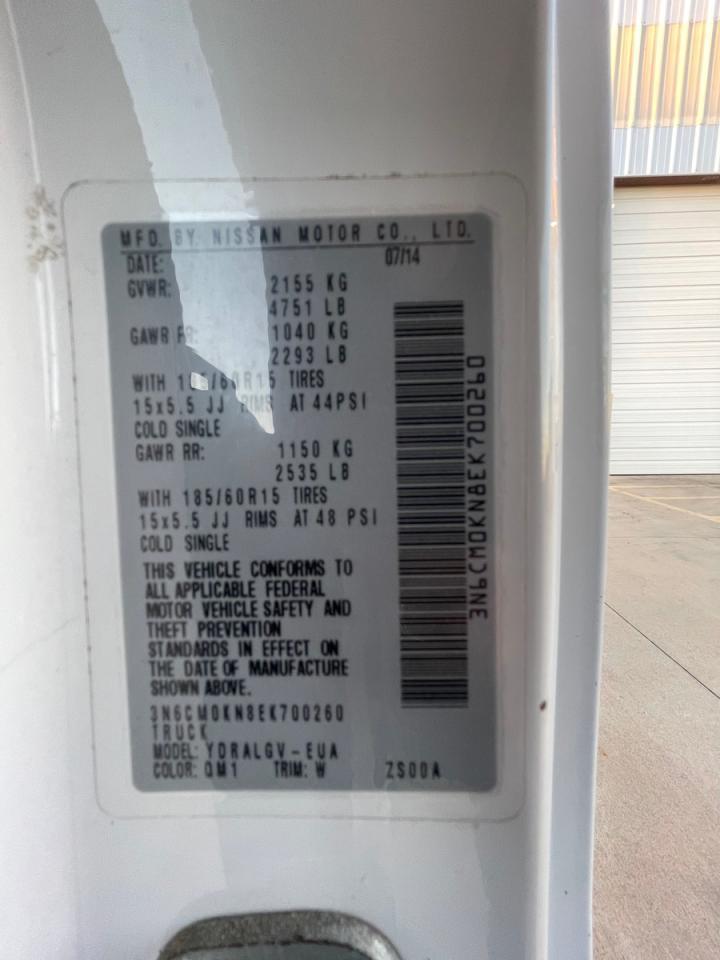 MFD. BY. NISSAN MOTOR CO., LTD.
DATE: 07/14
GVWR: 2155 KG
4751 LB
GAWR FR: 1040 KG
2293 LB
WITH 185/60R15 TIRES
15x5.5 JJ RIMS AT 44PSI
COLD SINGLE
GAWR RR: 1150 KG
2535 LB
WITH 185/60R15 TIRES
15x5.5 JJ RIMS AT 48 PSI
COLD SINGLE
THIS VEHICLE CONFORMS TO
ALL APPLICABLE FEDERAL
MOTOR VEHICLE SAFETY AND
THEFT PREVENTION
STANDARDS IN EFFECT ON
THE DATE OF MANUFACTURE
SHOWN ABOVE.
3N6CM0KN8EK700260
TRUCK
MODEL: YDRALGV-EUA
COLOR: QM1 TRIM: W ZS00A
3N6CM0KN8EK700260